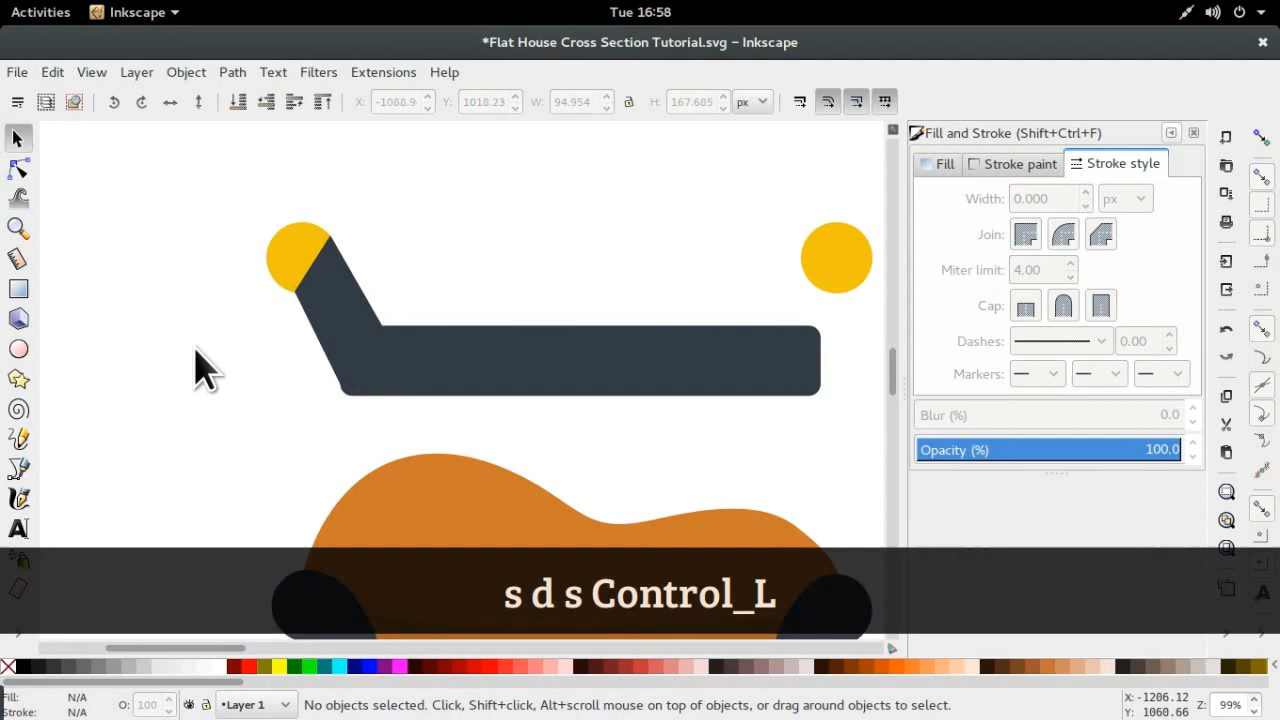 Activities Inkscape Tue 16:58
*Flat House Cross Section Tutorial.svg – Inkscape
File Edit View Layer Object Path Text Filters Extensions Help
X: -1088.9 Y: 1018.23 W: 94.954 H: 167.685 px
Fill and Stroke (Shift+Ctrl+F)
Fill Stroke paint Stroke style
Width: 0.000 px
Join:
Miter limit: 4.00
Cap:
Dashes: 0.00
Markers:
Blur (%) 0.0
Opacity (%) 100.0
s d s Control_L
Fill: N/A
Stroke: N/A
O: 100
•Layer 1
No objects selected. Click, Shift+click, Alt+scroll mouse on top of objects, or drag around objects to select.
X: -1206.12
Y: 1060.66
Z: 99%